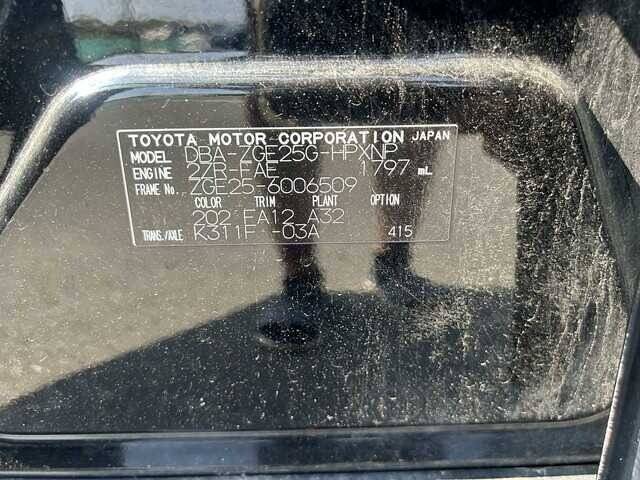 TOYOTA MOTOR CORPORATION JAPAN
MODEL DBA-ZGE25G-HPXNP
ENGINE 2ZR-FAE 1797 mL
FRAME No. ZGE25-6006509
COLOR TRIM PLANT OPTION
202 FA12 A32
TRANS./AXLE K311F -03A 415